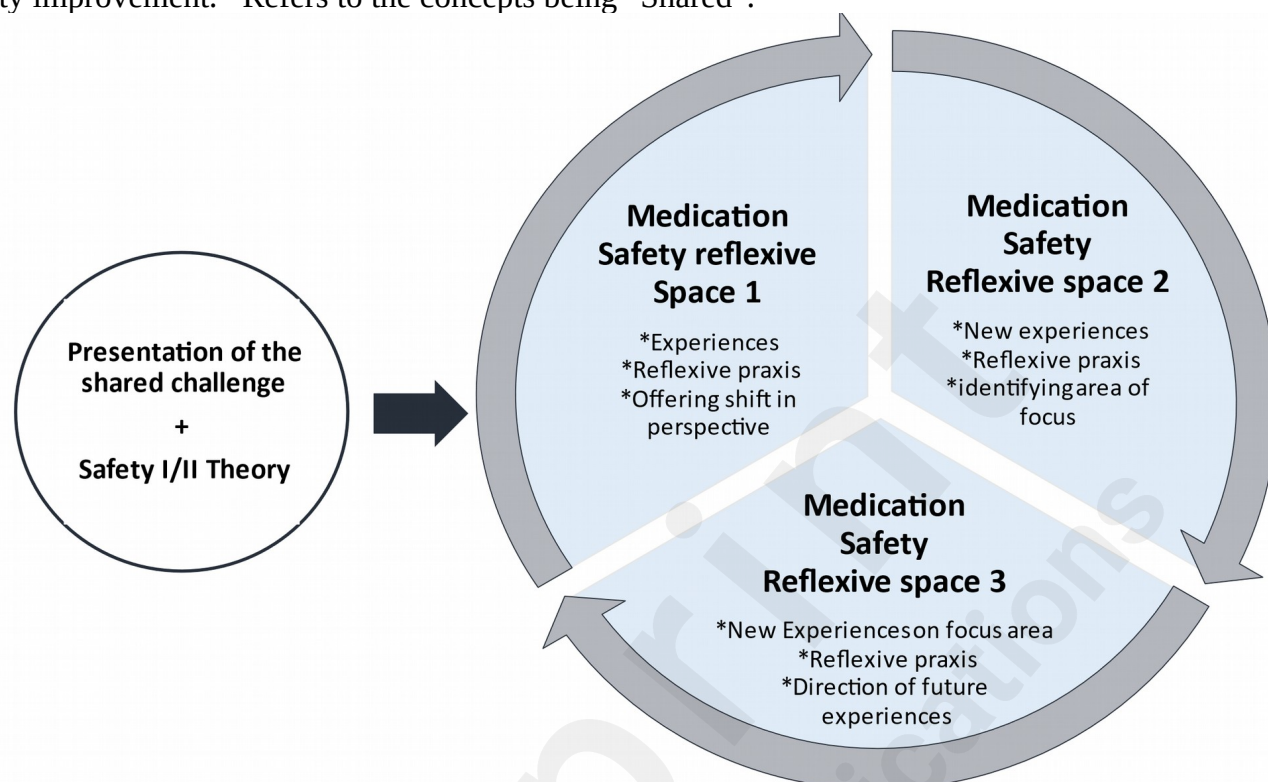 ty improvement. "Refers to the concepts being "Shared".
Presentation of the
shared challenge
+
Safety I/II Theory
Medication
Safety reflexive
Space 1
*Experiences
*Reflexive praxis
*Offering shift in
perspective
Medication
Safety
Reflexive space 2
*New experiences
*Reflexive praxis
*identifying area of
focus
Medication
Safety
Reflexive space 3
*New Experiences on focus area
*Reflexive praxis
*Direction of future
experiences
print
cations